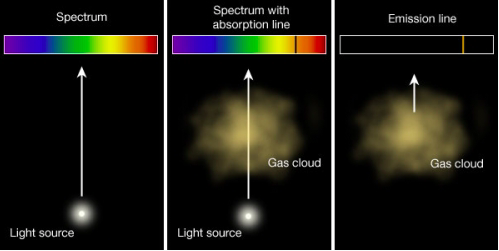 Spectrum
Light source
Spectrum with
absorption line
Gas cloud
Light source
Emission line
Gas cloud